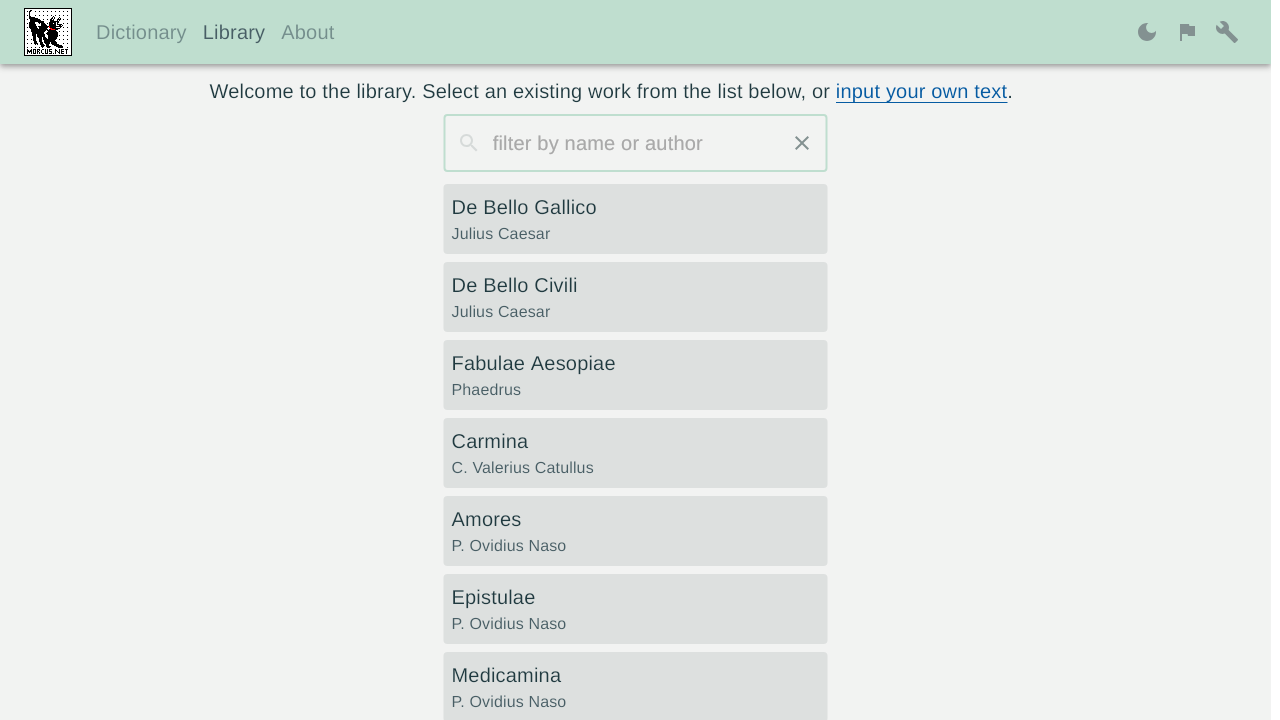 MORCUS.NET
Dictionary Library About
Welcome to the library. Select an existing work from the list below, or input your own text.
filter by name or author
De Bello Gallico
Julius Caesar
De Bello Civili
Julius Caesar
Fabulae Aesopiae
Phaedrus
Carmina
C. Valerius Catullus
Amores
P. Ovidius Naso
Epistulae
P. Ovidius Naso
Medicamina
P. Ovidius Naso